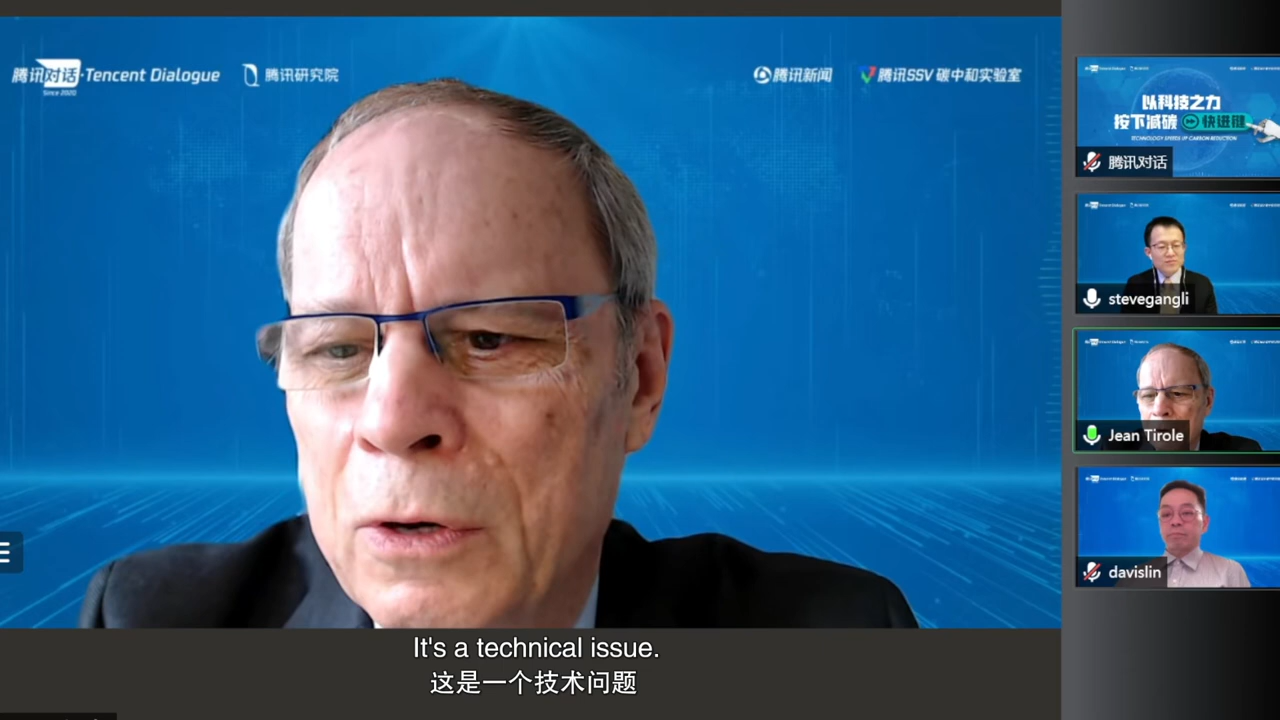 腾讯对话·Tencent Dialogue
Since 2020
腾讯研究院
腾讯新闻
腾讯SSV 碳中和实验室
以科技之力
按下减碳 快进键
TECHNOLOGY SPEEDS UP CARBON REDUCTION
腾讯对话
stevegangli
Jean Tirole
davislin
It's a technical issue.
这是一个技术问题